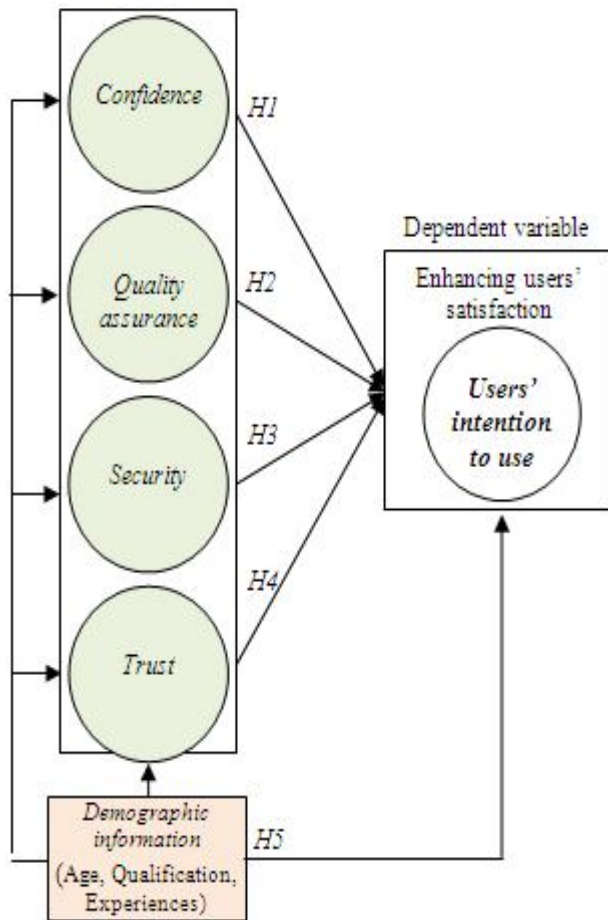 Confidence
H1
Quality
assurance
H2
Security
H3
Trust
H4
Dependent variable
Enhancing users'
satisfaction
Users'
intention
to use
Demographic
information
(Age, Qualification,
Experiences)
H5